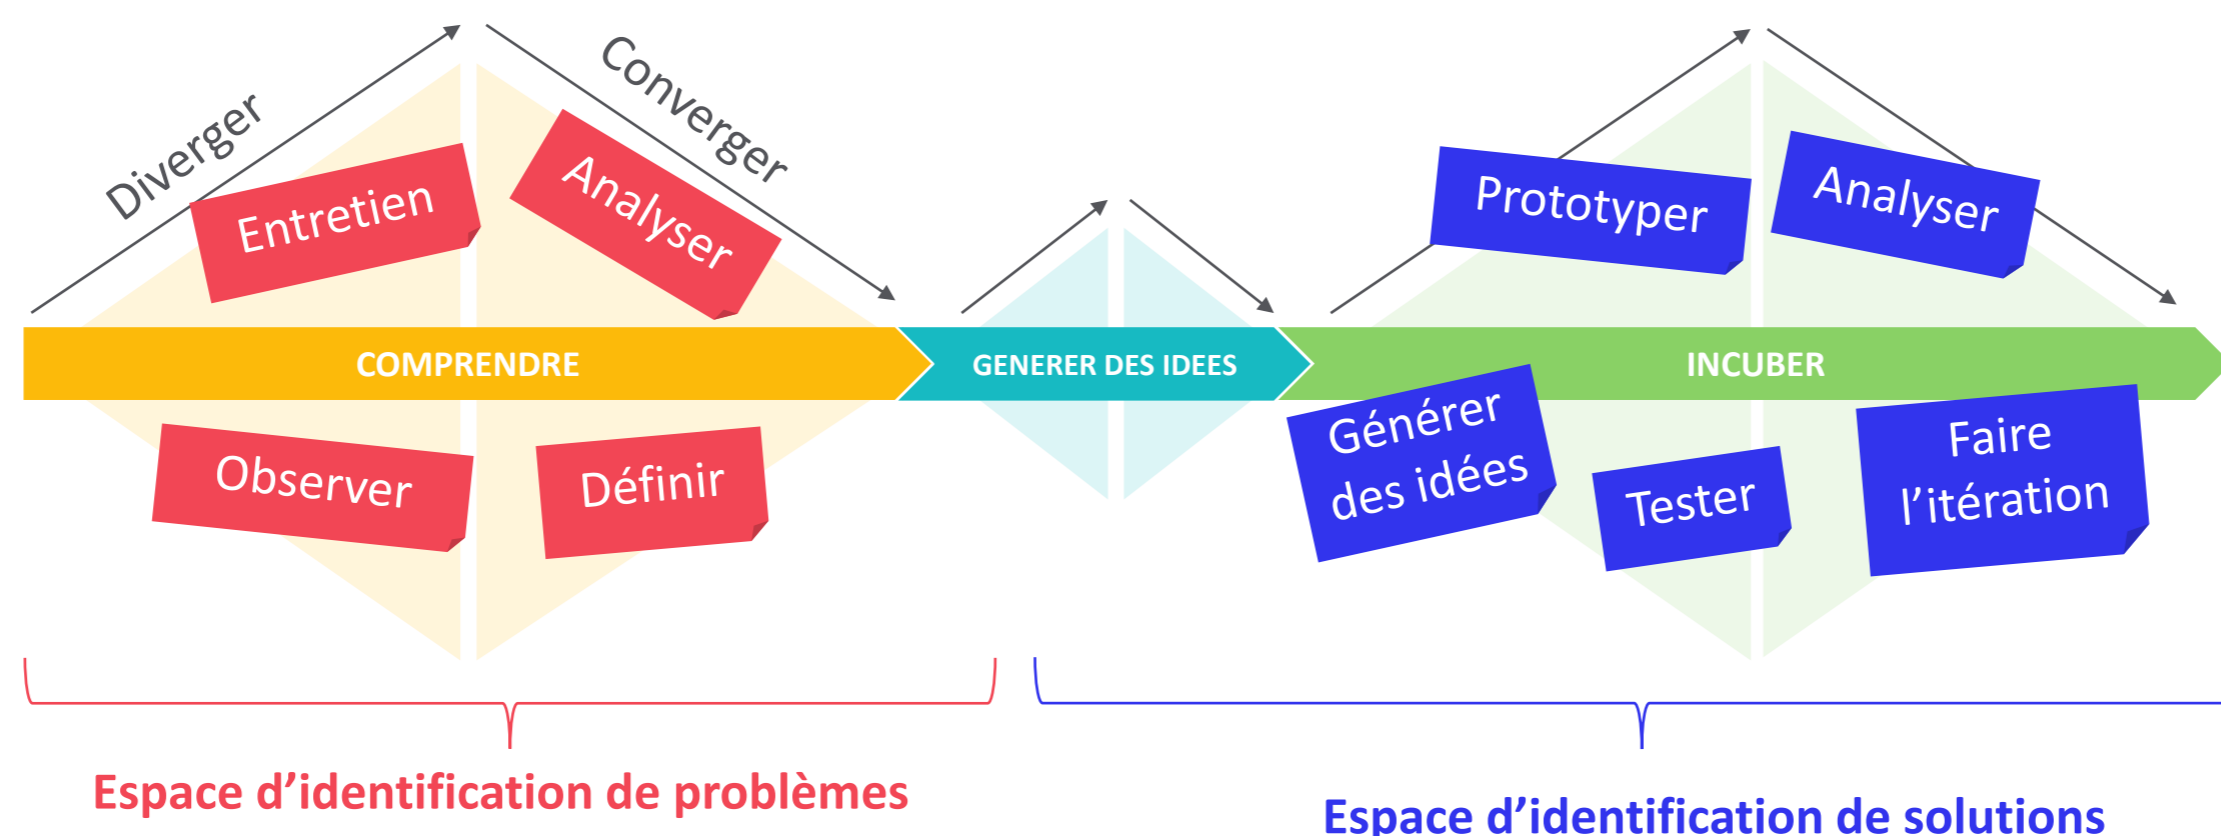 Diverger
Converger
Entretien
Analyser
Prototyper
Analyser
COMPRENDRE
GENERER DES IDEES
INCUBER
Observer
Définir
Générer
des idées
Tester
Faire
l’itération
Espace d’identification de problèmes
Espace d’identification de solutions